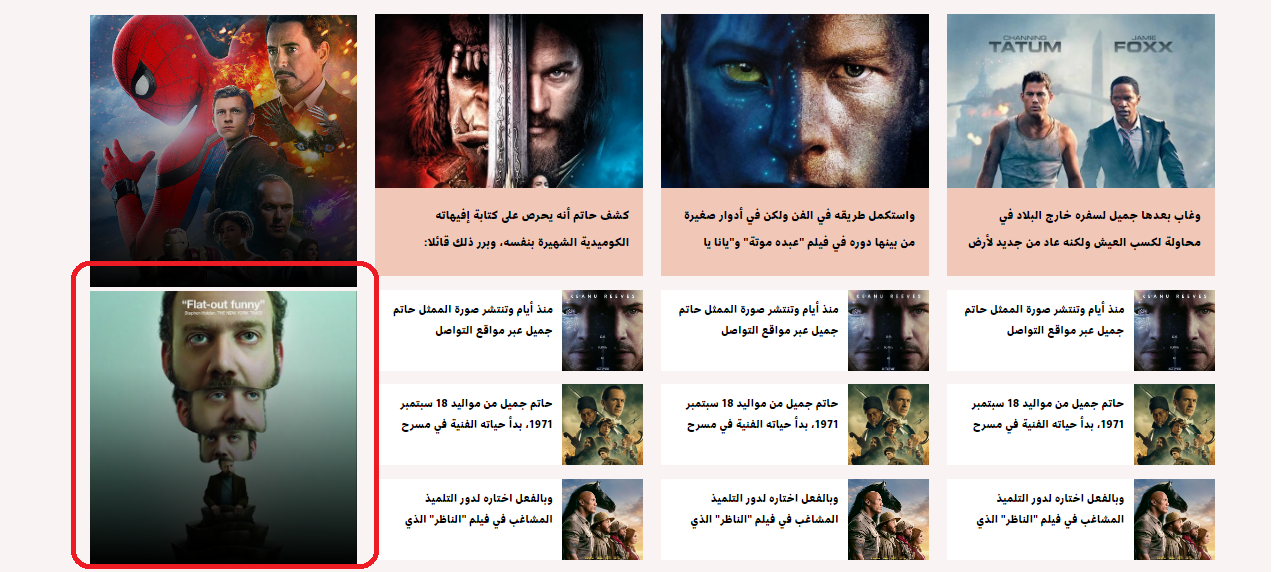 CHANNING TATUM
JAMIE FOXX
وغاب بعدها جميل لسفره خارج البلاد في
محاولة لكسب العيش ولكنه عاد من جديد لأرض
واستكمل طريقه في الفن ولكن في أدوار صغيرة
من بينها دوره في فيلم "عبده موتة" و"يانا يا
كشف حاتم أنه يحرص على كتابة إفيهاته
الكوميدية الشهيرة بنفسه، وبرر ذلك قائلا:
KEANU REEVES
منذ أيام وتنتشر صورة الممثل حاتم
جميل عبر مواقع التواصل
KEANU REEVES
منذ أيام وتنتشر صورة الممثل حاتم
جميل عبر مواقع التواصل
KEANU REEVES
منذ أيام وتنتشر صورة الممثل حاتم
جميل عبر مواقع التواصل
حاتم جميل من مواليد 18 سبتمبر
1971، بدأ حياته الفنية في مسرح
حاتم جميل من مواليد 18 سبتمبر
1971، بدأ حياته الفنية في مسرح
حاتم جميل من مواليد 18 سبتمبر
1971، بدأ حياته الفنية في مسرح
وبالفعل اختاره لدور التلميذ
المشاغب في فيلم "الناظر" الذي
وبالفعل اختاره لدور التلميذ
المشاغب في فيلم "الناظر" الذي
وبالفعل اختاره لدور التلميذ
المشاغب في فيلم "الناظر" الذي
"Flat-out funny"
Stephen Holden, THE NEW YORK TIMES